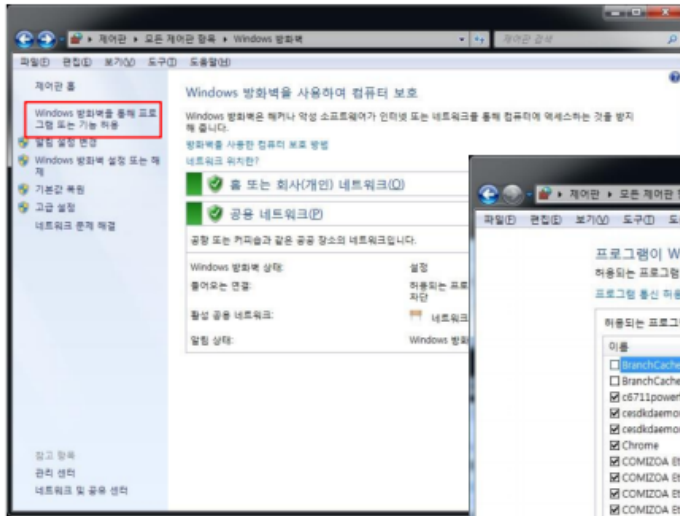 제어판 ▸ 모든 제어판 항목 ▸ Windows 방화벽
제어판 검색
파일(F) 편집(E) 보기(V) 도구(T) 도움말(H)
제어판 홈
Windows 방화벽을 통해 프로
그램 또는 기능 허용
알림 설정 변경
Windows 방화벽 설정 또는 해
제
기본값 복원
고급 설정
네트워크 문제 해결
참고 항목
관리 센터
네트워크 및 공유 센터
Windows 방화벽을 사용하여 컴퓨터 보호
Windows 방화벽은 해커나 악성 소프트웨어가 인터넷 또는 네트워크를 통해 컴퓨터에 액세스하는 것을 방지
해 줍니다.
방화벽을 사용한 컴퓨터 보호 방법
네트워크 위치란?
홈 또는 회사(개인) 네트워크(O)
공용 네트워크(P)
공항 또는 커피숍과 같은 공공 장소의 네트워크입니다.
Windows 방화벽 상태: 설정
들어오는 연결: 허용되는 프로
차단
활성 공용 네트워크: 네트워크
알림 상태: Windows 방화
제어판 ▸ 모든 제어판
파일(F) 편집(E) 보기(V) 도구(T) 도
프로그램이 W
허용되는 프로그램
프로그램 통신 허용
허용되는 프로그
이름
BranchCache
BranchCache
c6711power
cesdkdaemo
cesdkdaemo
Chrome
COMIZOA Et
COMIZOA Et
COMIZOA Et
COMIZOA Et